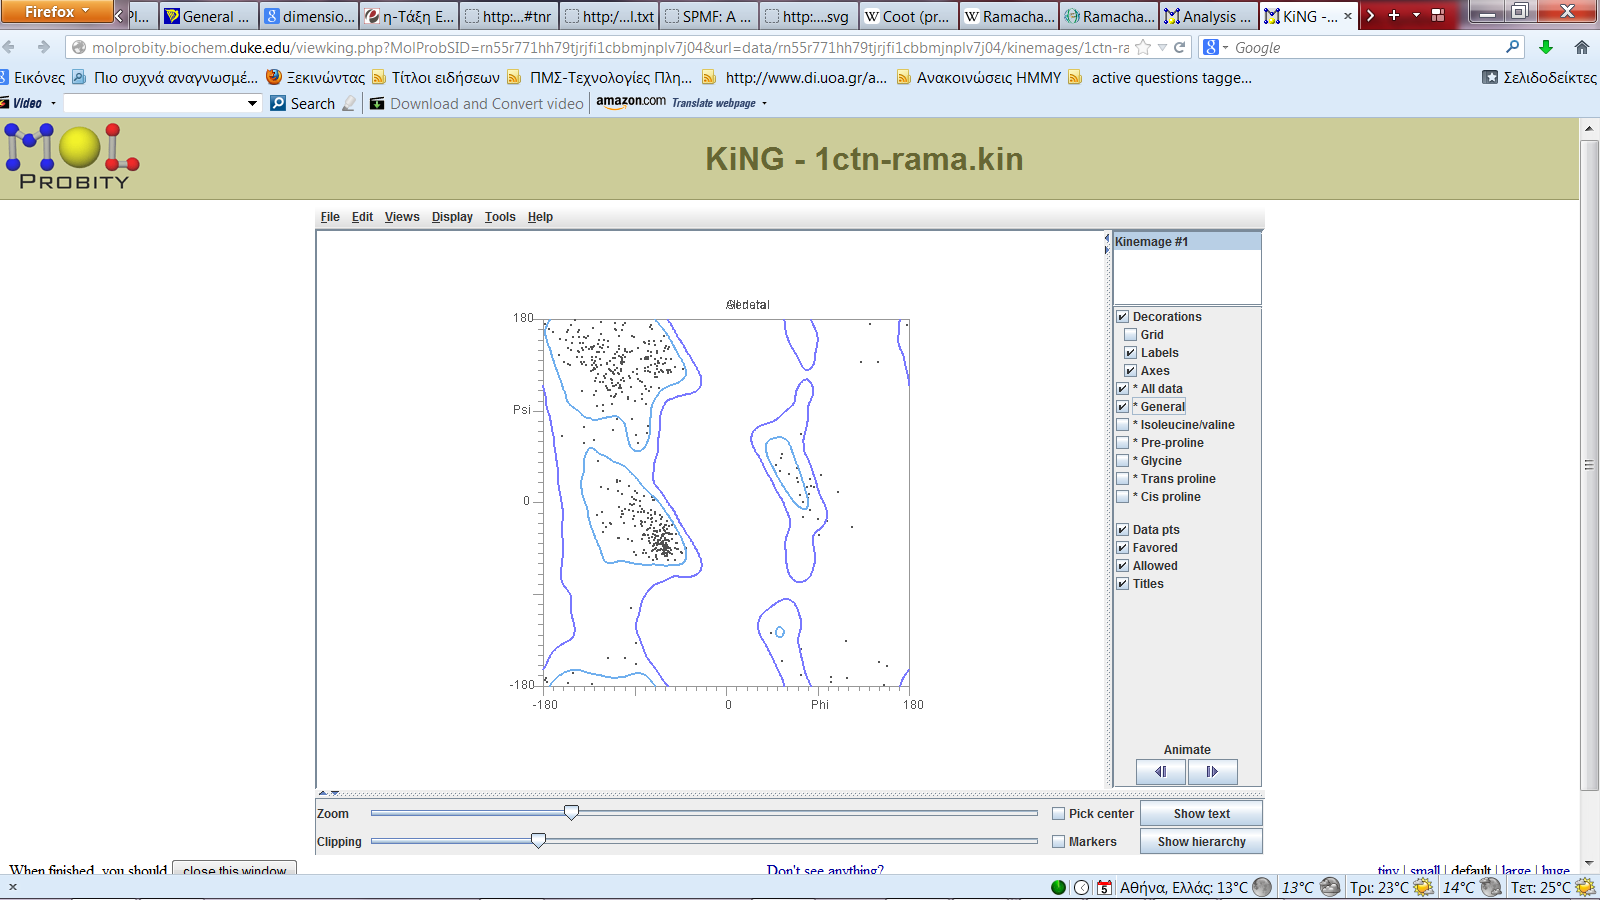 Firefox
Pl...
General ...
dimensio...
η-Τάξη Ε...
http:...#tnr
http:/...l.txt
SPMF: A ...
http:....svg
Coot (pr...
Ramacha...
Ramacha...
Analysis ...
KiNG -...
molprobity.biochem.duke.edu/viewking.php?MolProbSID=rn55r771hh79tjrjfi1cbbmjnplv7j04&url=data/rn55r771hh79tjrjfi1cbbmjnplv7j04/kinemages/1ctn-ra
Google
Εικόνες
Πιο συχνά αναγνωσμέ...
Ξεκινώντας
Τίτλοι ειδήσεων
ΠΜΣ-Τεχνολογίες Πλη...
http://www.di.uoa.gr/a...
Ανακοινώσεις ΗΜΜΥ
active questions tagge...
Σελιδοδείκτες
Video
Search
Download and Convert video
amazon.com
Translate webpage
MOL
PROBITY
KiNG - 1ctn-rama.kin
File Edit Views Display Tools Help
Kinemage #1
Decorations
Grid
Labels
Axes
* All data
* General
* Isoleucine/valine
* Pre-proline
* Glycine
* Trans proline
* Cis proline
Data pts
Favored
Allowed
Titles
180
Psi
0
-180
-180 0 Phi 180
Animate
Zoom
Pick center
Show text
Clipping
Markers
Show hierarchy
When finished, you should close this window
Don't see anything?
tiny | small | default | large | huge
5
Αθήνα, Ελλάς: 13°C
13°C
Τρι: 23°C
14°C
Τετ: 25°C